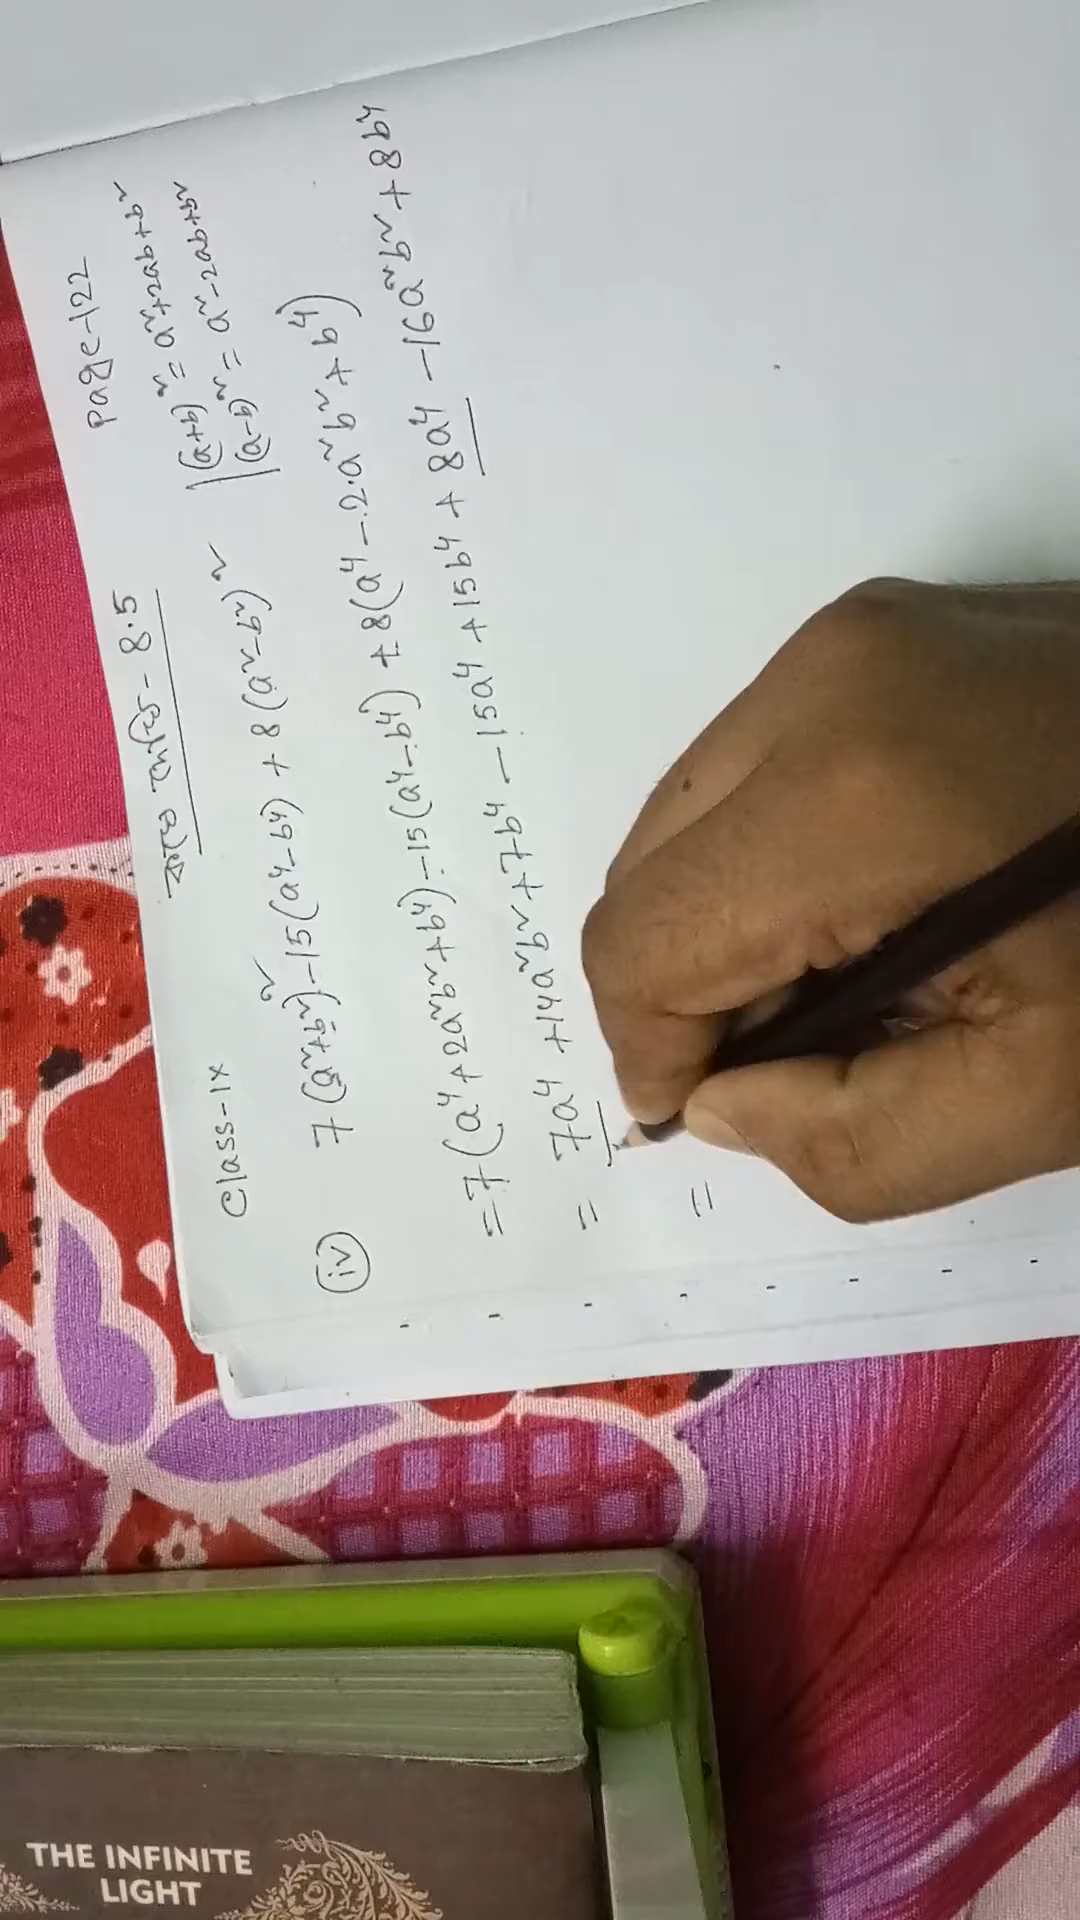 কষে দেখি - 8.5
Page-122
Class-IX
(a+b)² = a²+2ab+b²
(a-b)² = a²-2ab+b²
(iv) 7(a²+b²)²-15(a⁴-b⁴) + 8(a²-b²)²
= 7(a⁴+2a²b²+b⁴)-15(a⁴-b⁴) + 8(a⁴-2.a²b²+b⁴)
= 7a⁴ +14a²b²+7b⁴ -15a⁴ +15b⁴ + 8a⁴ -16a²b² + 8b⁴
=
THE INFINITE
LIGHT